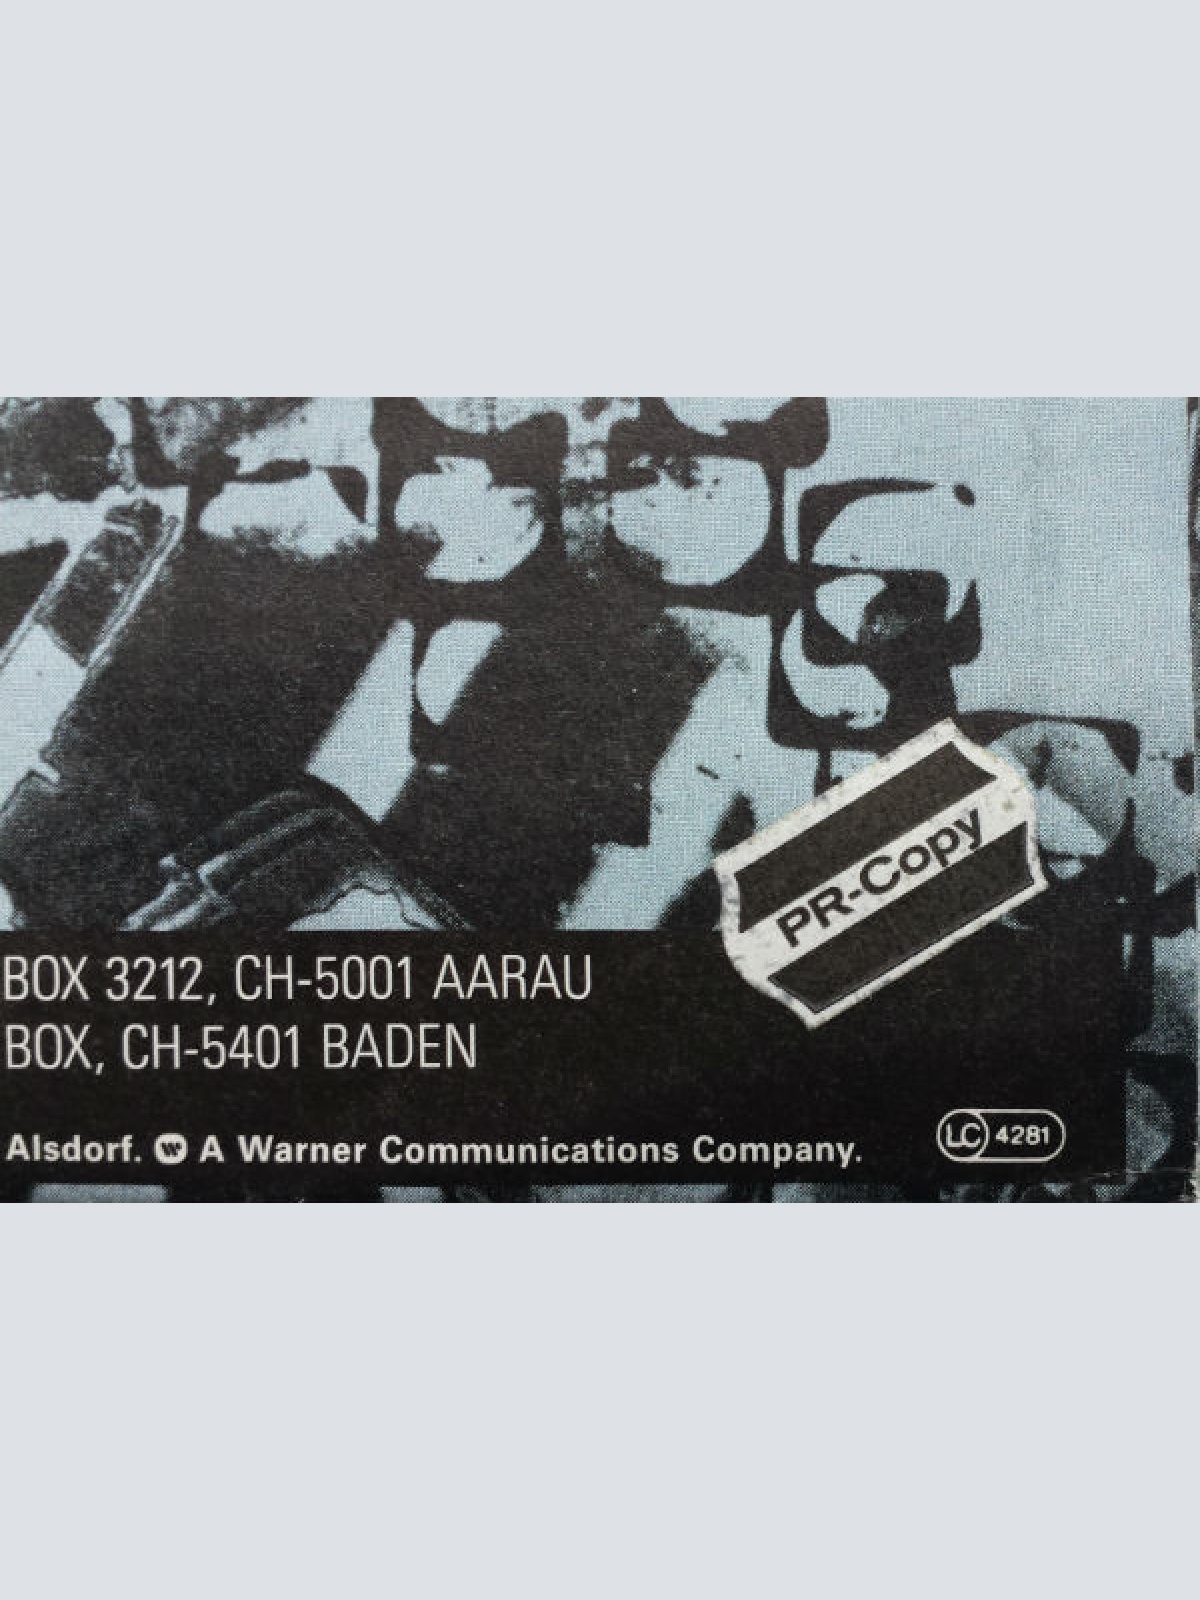 PR-Copy
BOX 3212, CH-5001 AARAU
BOX, CH-5401 BADEN
Alsdorf. A Warner Communications Company.
LC 4281